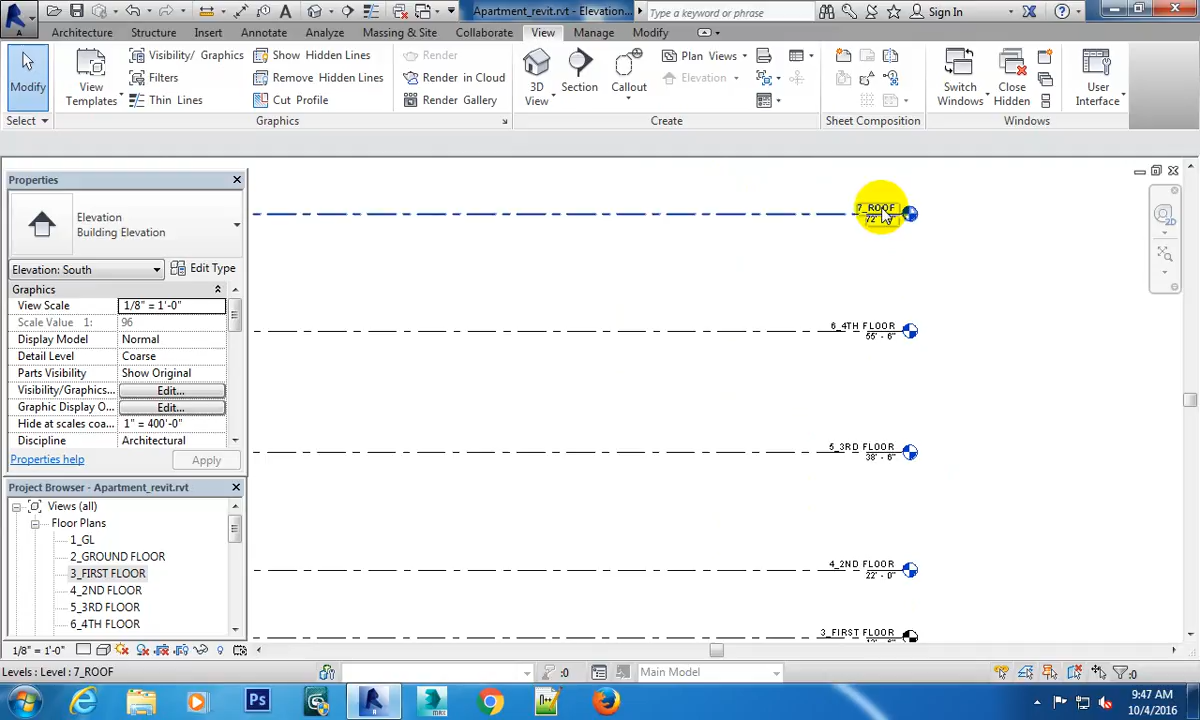 Apartment_revit.rvt - Elevation...
Type a keyword or phrase
Sign In
Architecture
Structure
Insert
Annotate
Analyze
Massing & Site
Collaborate
View
Manage
Modify
Modify
Select
View
Templates
Visibility/ Graphics
Filters
Thin Lines
Show Hidden Lines
Remove Hidden Lines
Cut Profile
Render
Render in Cloud
Render Gallery
Graphics
3D
View
Section
Callout
Plan Views
Elevation
Create
Sheet Composition
Switch
Windows
Close
Hidden
User
Interface
Windows
Properties
Elevation
Building Elevation
Elevation: South
Edit Type
Graphics
View Scale
1/8" = 1'-0"
Scale Value 1:
96
Display Model
Normal
Detail Level
Coarse
Parts Visibility
Show Original
Visibility/Graphics...
Edit...
Graphic Display O...
Edit...
Hide at scales coa...
1" = 400'-0"
Discipline
Architectural
Properties help
Apply
Project Browser - Apartment_revit.rvt
Views (all)
Floor Plans
1_GL
2_GROUND FLOOR
3_FIRST FLOOR
4_2ND FLOOR
5_3RD FLOOR
6_4TH FLOOR
7_ROOF
6_4TH FLOOR
55' - 6"
5_3RD FLOOR
38' - 6"
4_2ND FLOOR
22' - 0"
3_FIRST FLOOR
2D
1/8" = 1'-0"
Levels : Level : 7_ROOF
:0
Main Model
:0
Ps
MAX
N++
9:47 AM
10/4/2016